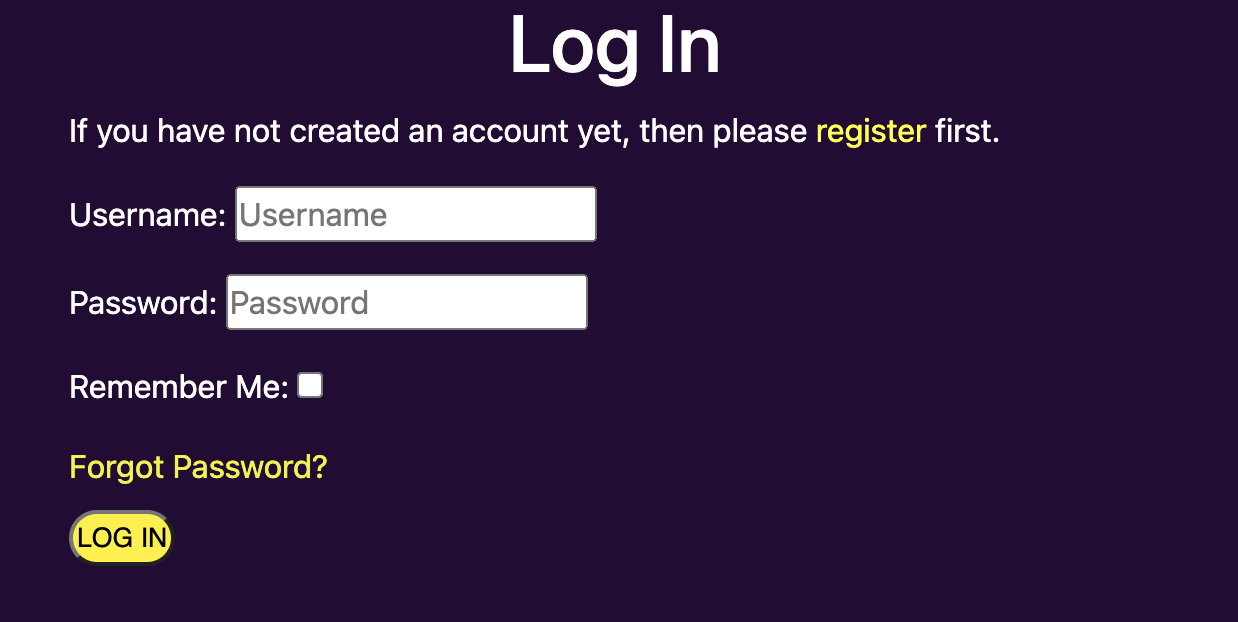 Log In
If you have not created an account yet, then please register first.
Username: Username
Password: Password
Remember Me:
Forgot Password?
LOG IN